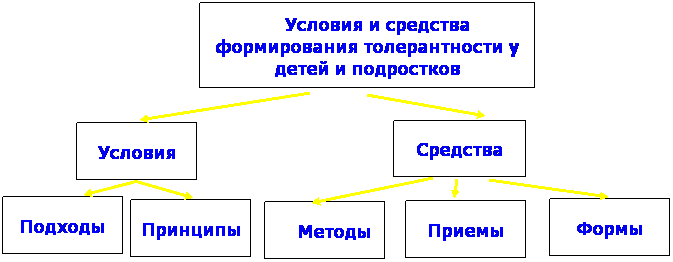 Условия и средства
формирования толерантности у
детей и подростков
Условия
Средства
Подходы
Принципы
Методы
Приемы
Формы